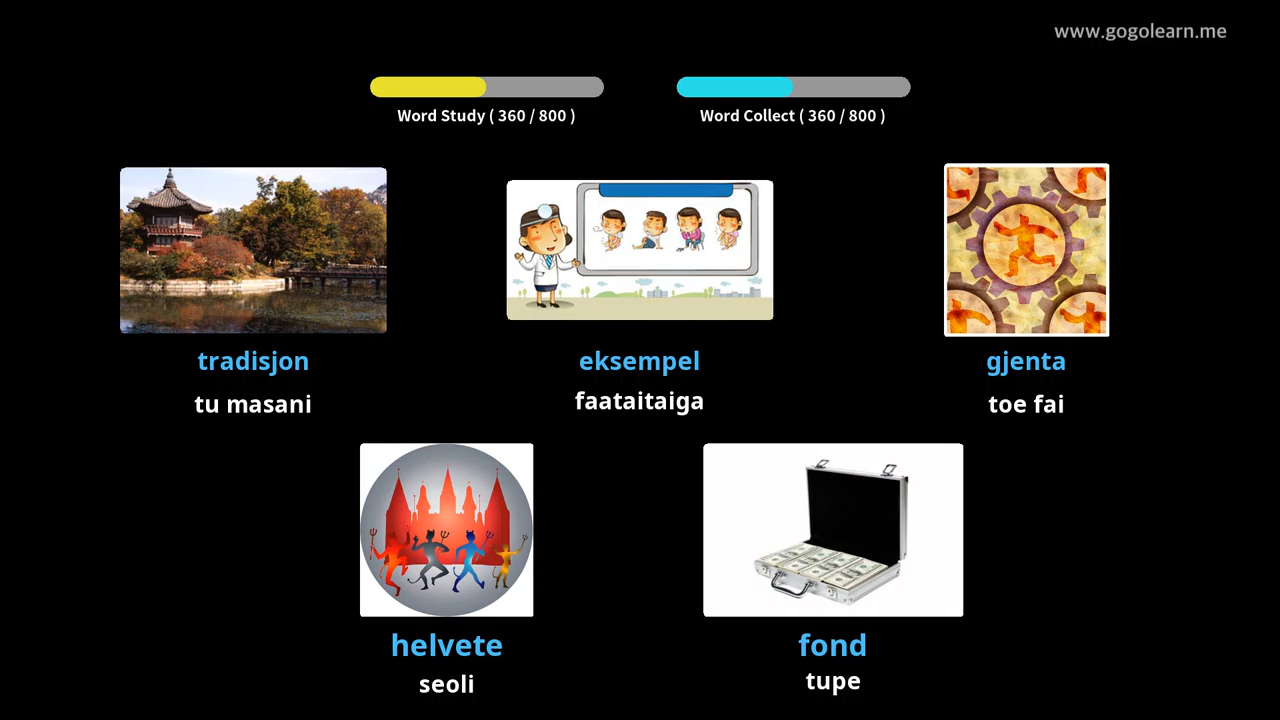 www.gogolearn.me
Word Study ( 360 / 800 )
Word Collect ( 360 / 800 )
tradisjon
tu masani
eksempel
faataitaiga
gjenta
toe fai
helvete
seoli
fond
tupe